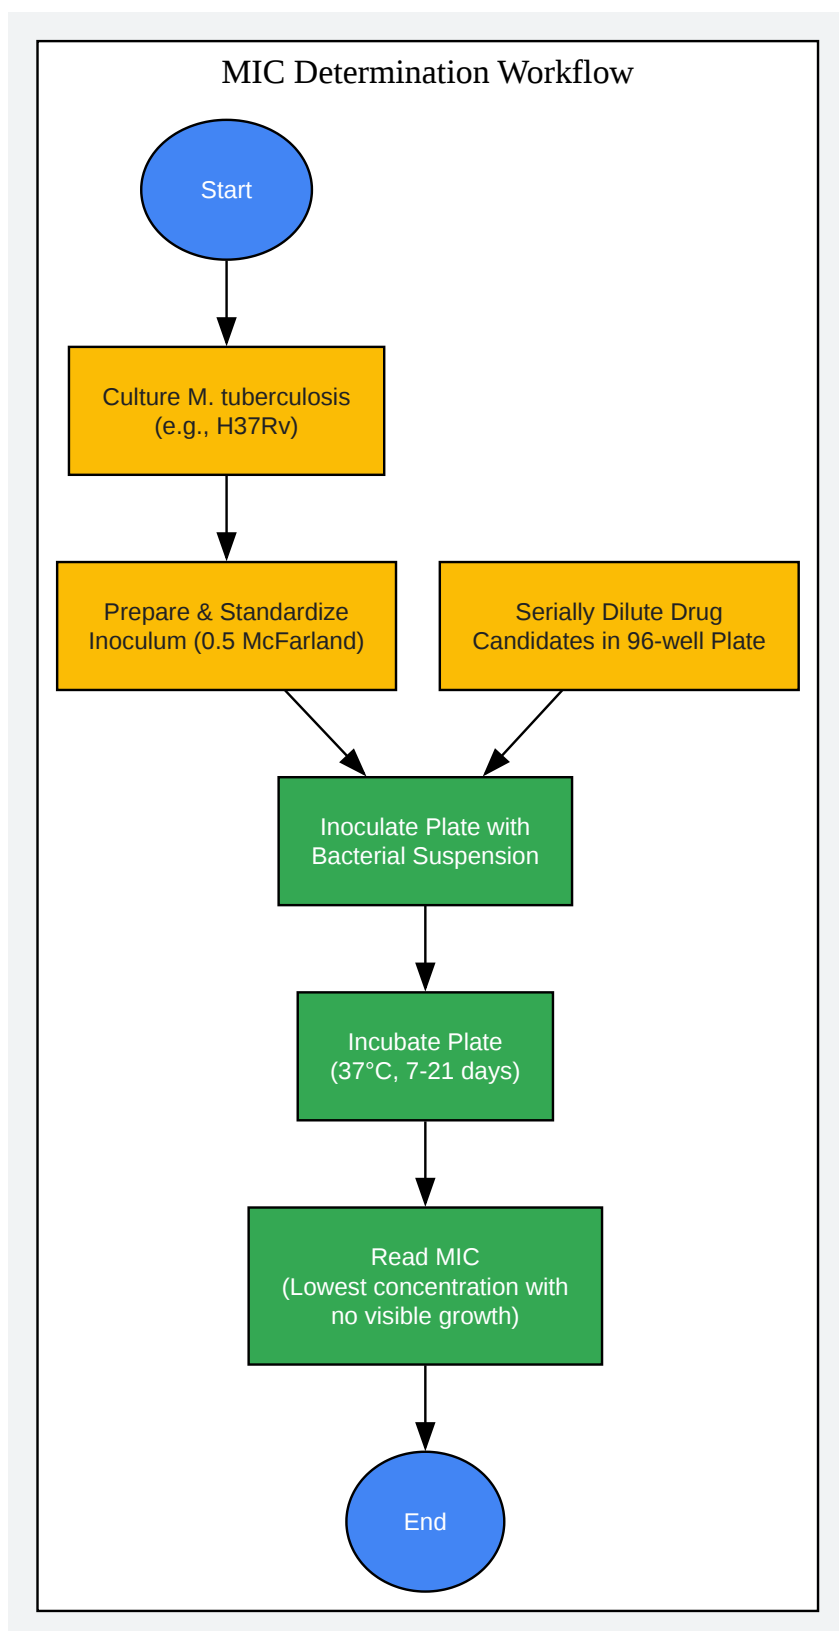 MIC Determination Workflow
Start
Culture M. tuberculosis
(e.g., H37Rv)
Prepare & Standardize
Inoculum (0.5 McFarland)
Serially Dilute Drug
Candidates in 96-well Plate
Inoculate Plate with
Bacterial Suspension
Incubate Plate
(37°C, 7-21 days)
Read MIC
(Lowest concentration with
no visible growth)
End